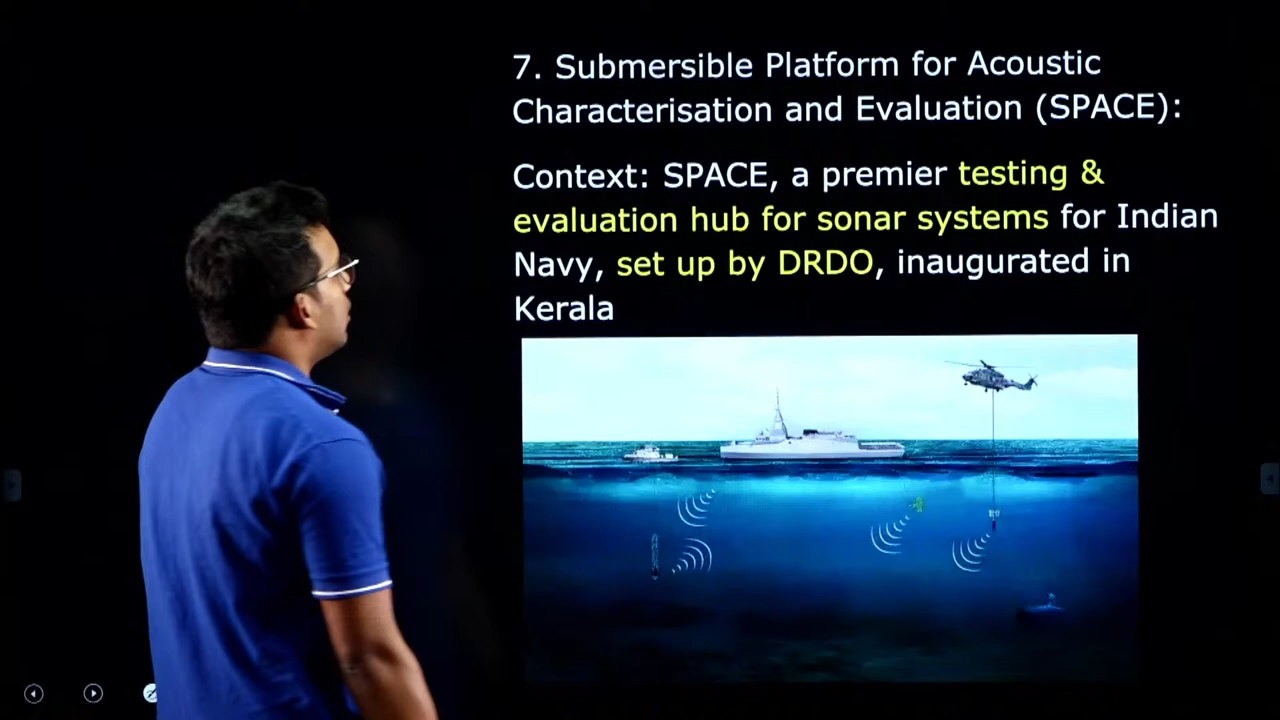 7. Submersible Platform for Acoustic
Characterisation and Evaluation (SPACE):
Context: SPACE, a premier testing &
evaluation hub for sonar systems for Indian
Navy, set up by DRDO, inaugurated in
Kerala